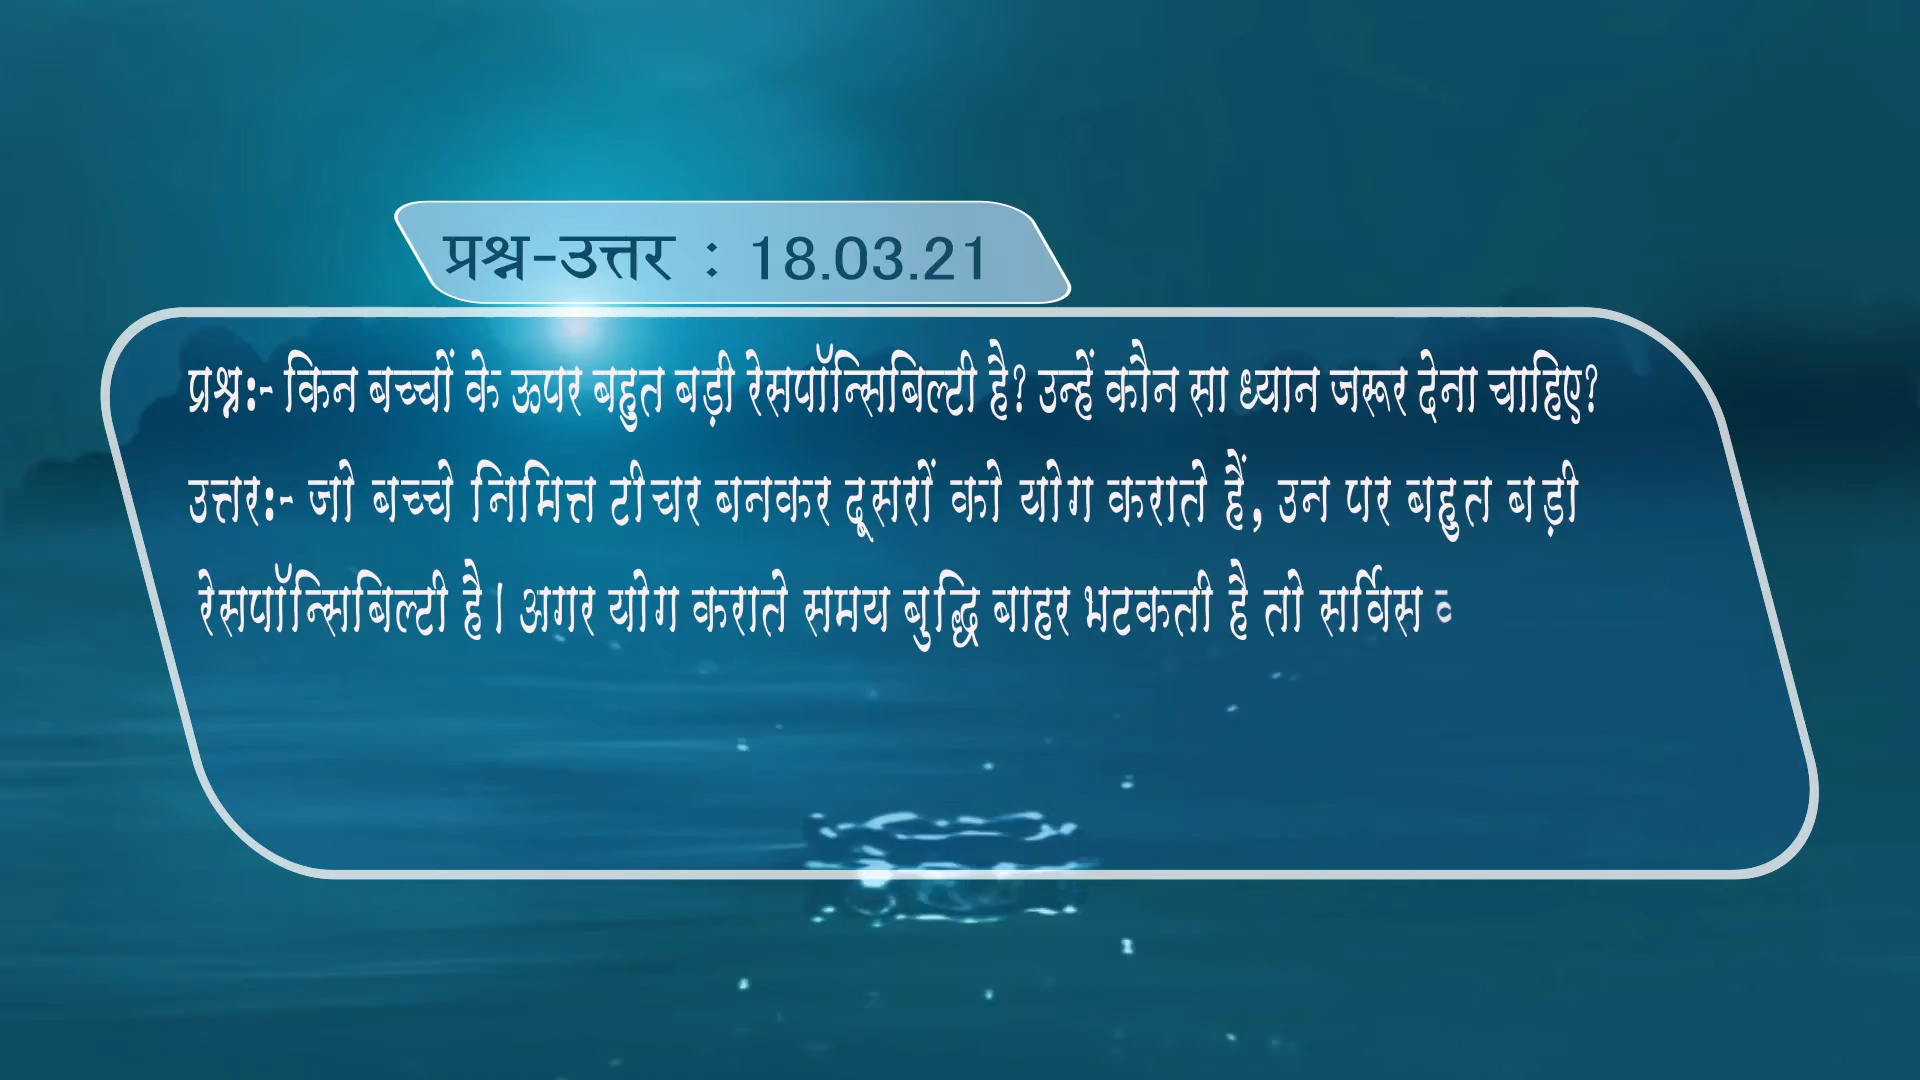 प्रश्न-उत्तर : 18.03.21
प्रश्न:- किन बच्चों के ऊपर बहुत बड़ी रेसपॉन्सिबिल्टी है? उन्हें कौन सा ध्यान जरूर देना चाहिए?
उत्तर:- जो बच्चे निमित्त टीचर बनकर दूसरों को योग कराते हैं, उन पर बहुत बड़ी
रेसपॉन्सिबिल्टी है। अगर योग कराते समय बुद्धि बाहर भटकती है तो सर्विस